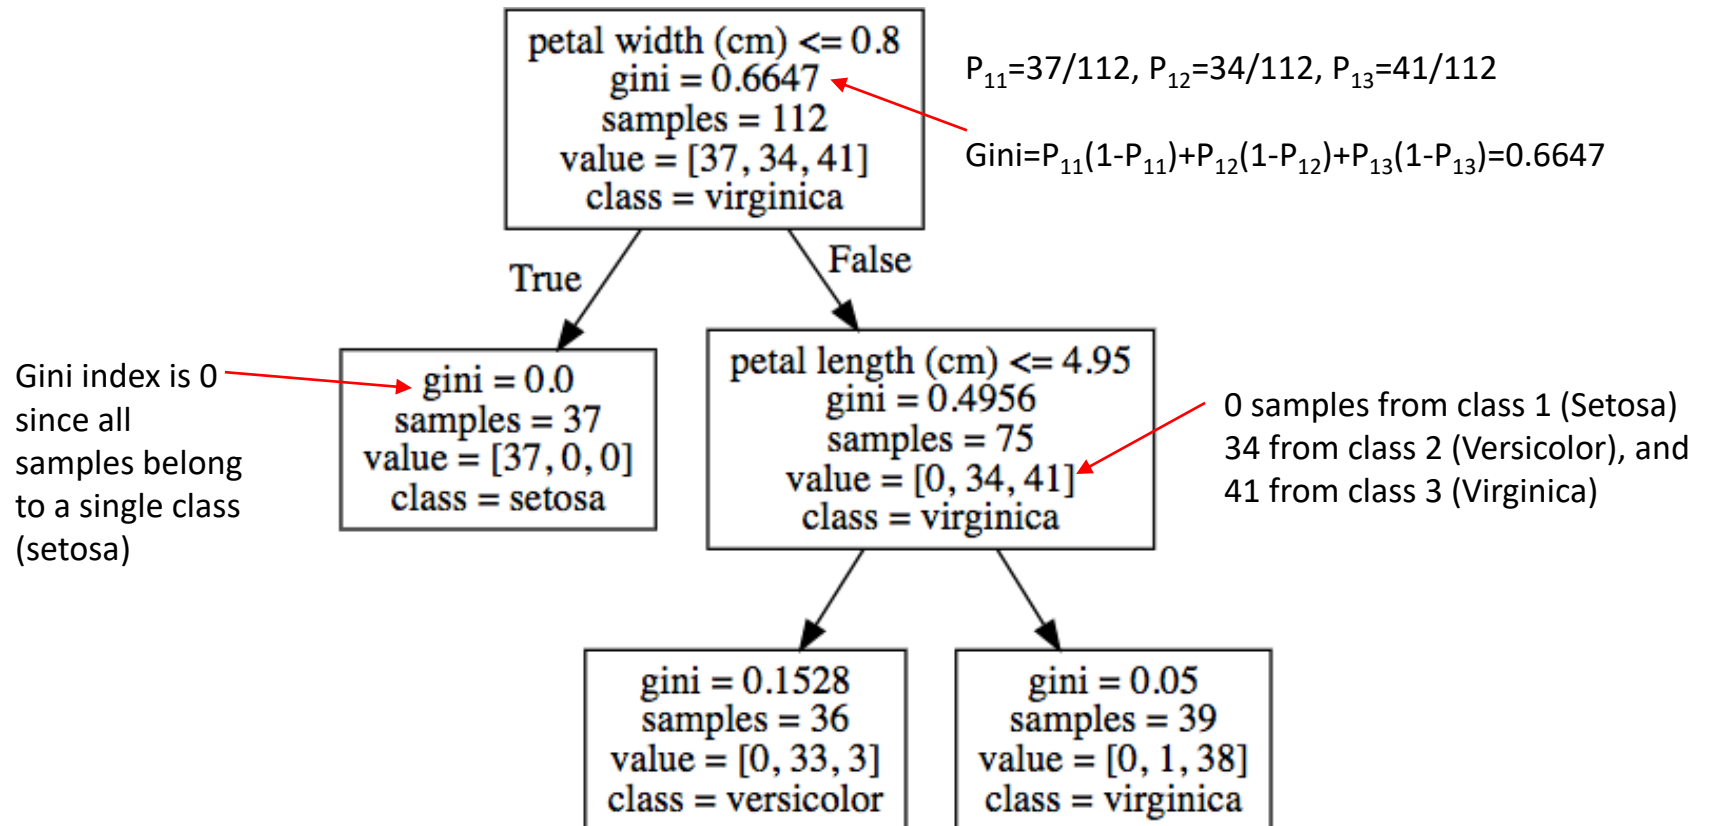 petal width (cm) <= 0.8
gini = 0.6647
samples = 112
value = [37, 34, 41]
class = virginica
P₁₁=37/112, P₁₂=34/112, P₁₃=41/112
Gini=P₁₁(1-P₁₁)+P₁₂(1-P₁₂)+P₁₃(1-P₁₃)=0.6647
True
False
Gini index is 0
since all
samples belong
to a single class
(setosa)
gini = 0.0
samples = 37
value = [37, 0, 0]
class = setosa
petal length (cm) <= 4.95
gini = 0.4956
samples = 75
value = [0, 34, 41]
class = virginica
0 samples from class 1 (Setosa)
34 from class 2 (Versicolor), and
41 from class 3 (Virginica)
gini = 0.1528
samples = 36
value = [0, 33, 3]
class = versicolor
gini = 0.05
samples = 39
value = [0, 1, 38]
class = virginica